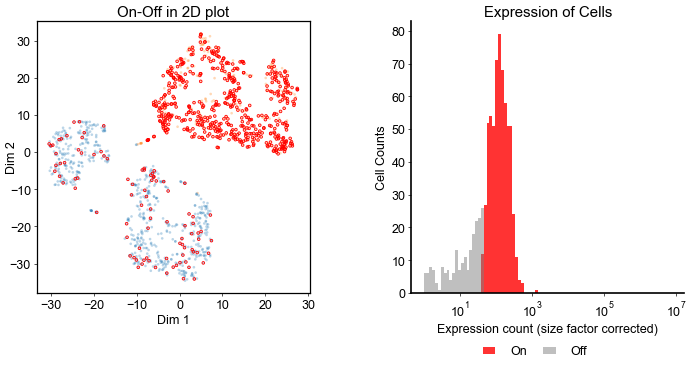 On-Off in 2D plot
Expression of Cells
Dim 2
30
20
10
0
−10
−20
−30
−30 −20 −10 0 10 20 30
Dim 1
Cell Counts
80
70
60
50
40
30
20
10
0
10^1 10^3 10^5 10^7
Expression count (size factor corrected)
On Off